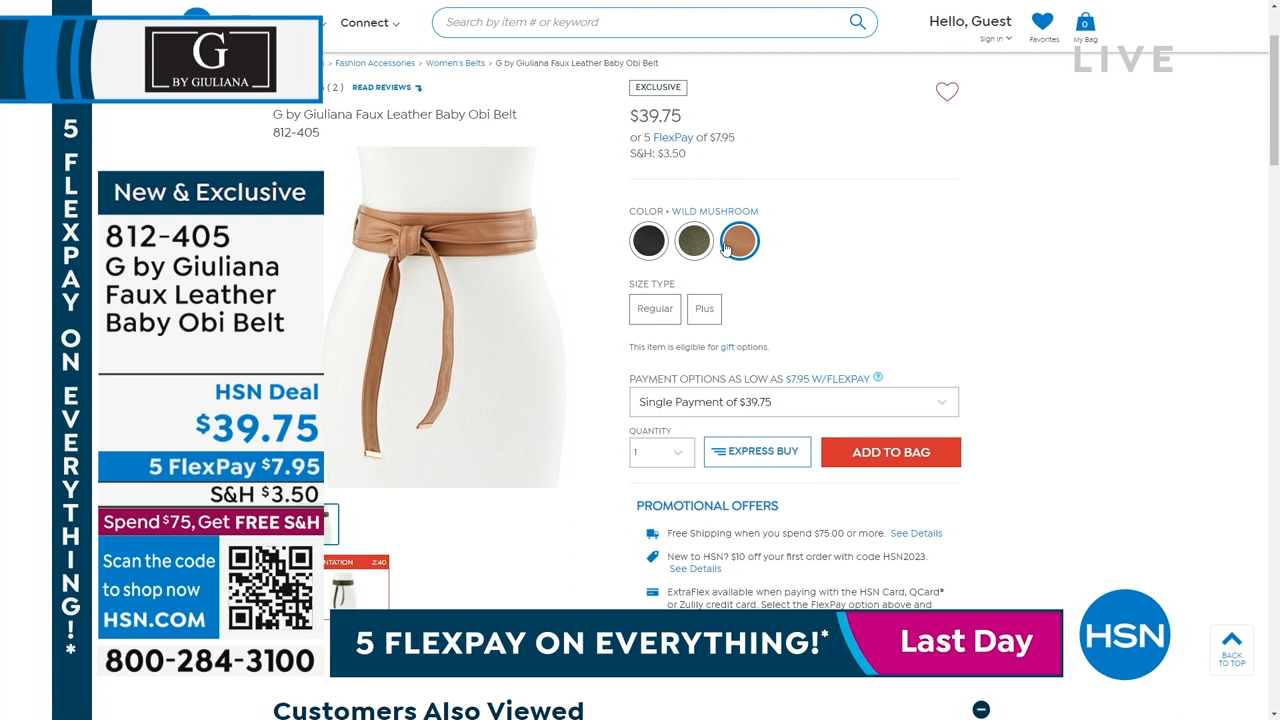 Connect
Search by item # or keyword
Hello, Guest
Sign In
Favorites
0
My Bag
LIVE
G
BY GIULIANA
> Fashion Accessories > Women's Belts > G by Giuliana Faux Leather Baby Obi Belt
(2) READ REVIEWS
G by Giuliana Faux Leather Baby Obi Belt
812-405
EXCLUSIVE
$39.75
or 5 FlexPay of $7.95
S&H: $3.50
COLOR • WILD MUSHROOM
SIZE TYPE
Regular
Plus
This item is eligible for gift options.
PAYMENT OPTIONS AS LOW AS $7.95 W/FLEXPAY ?
Single Payment of $39.75
QUANTITY
1
EXPRESS BUY
ADD TO BAG
PROMOTIONAL OFFERS
Free Shipping when you spend $75.00 or more. See Details
New to HSN? $10 off your first order with code HSN2023.
See Details
ExtraFlex available when paying with the HSN Card, QCard®
or Zulily credit card. Select the FlexPay option above and
5 FLEXPAY ON EVERYTHING!*
New & Exclusive
812-405
G by Giuliana
Faux Leather
Baby Obi Belt
HSN Deal
$39.75
5 FlexPay $7.95
S&H $3.50
Spend $75, Get FREE S&H
Scan the code
to shop now
HSN.COM
800-284-3100
NTATION 2:40
5 FLEXPAY ON EVERYTHING!*
Last Day
HSN
BACK
TO TOP
Customers Also Viewed